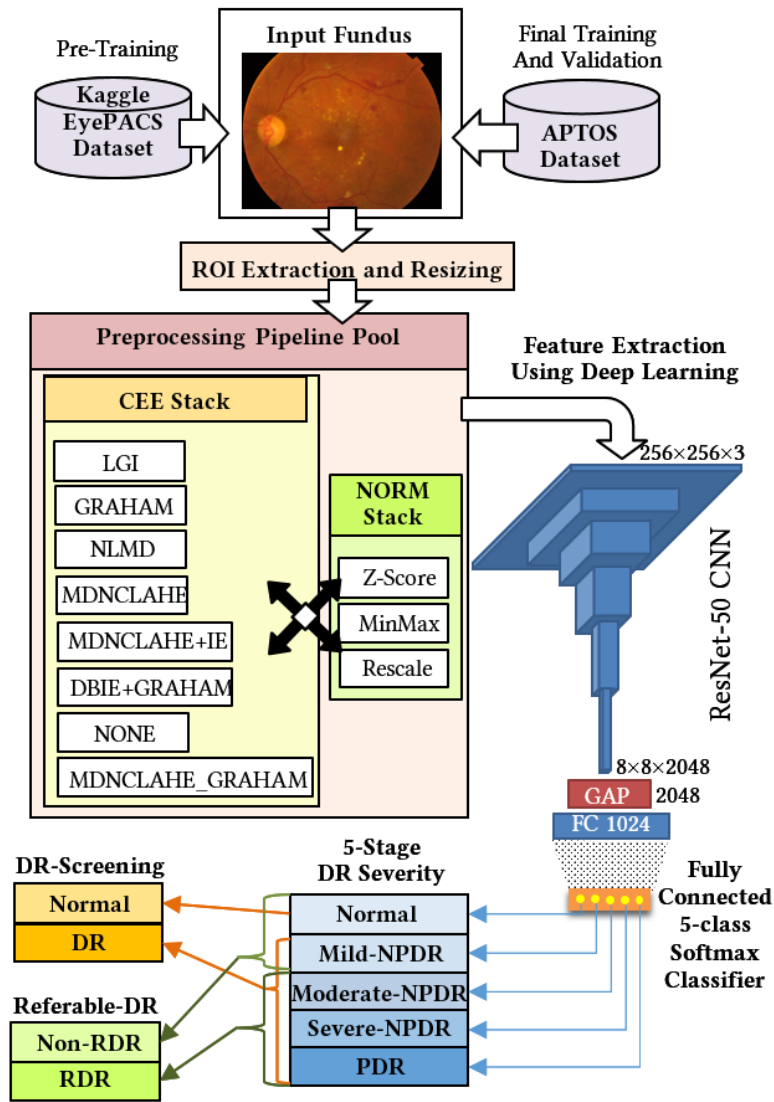 Pre-Training
Kaggle
EyePACS
Dataset
Input Fundus
Final Training
And Validation
APTOS
Dataset
ROI Extraction and Resizing
Preprocessing Pipeline Pool
CEE Stack
LGI
GRAHAM
NLMD
MDNCLAHE
MDNCLAHE+IE
DBIE+GRAHAM
NONE
MDNCLAHE_GRAHAM
NORM
Stack
Z-Score
MinMax
Rescale
Feature Extraction
Using Deep Learning
256×256×3
ResNet-50 CNN
8×8×2048
GAP
2048
FC 1024
Fully
Connected
5-class
Softmax
Classifier
5-Stage
DR Severity
Normal
Mild-NPDR
Moderate-NPDR
Severe-NPDR
PDR
DR-Screening
Normal
DR
Referable-DR
Non-RDR
RDR